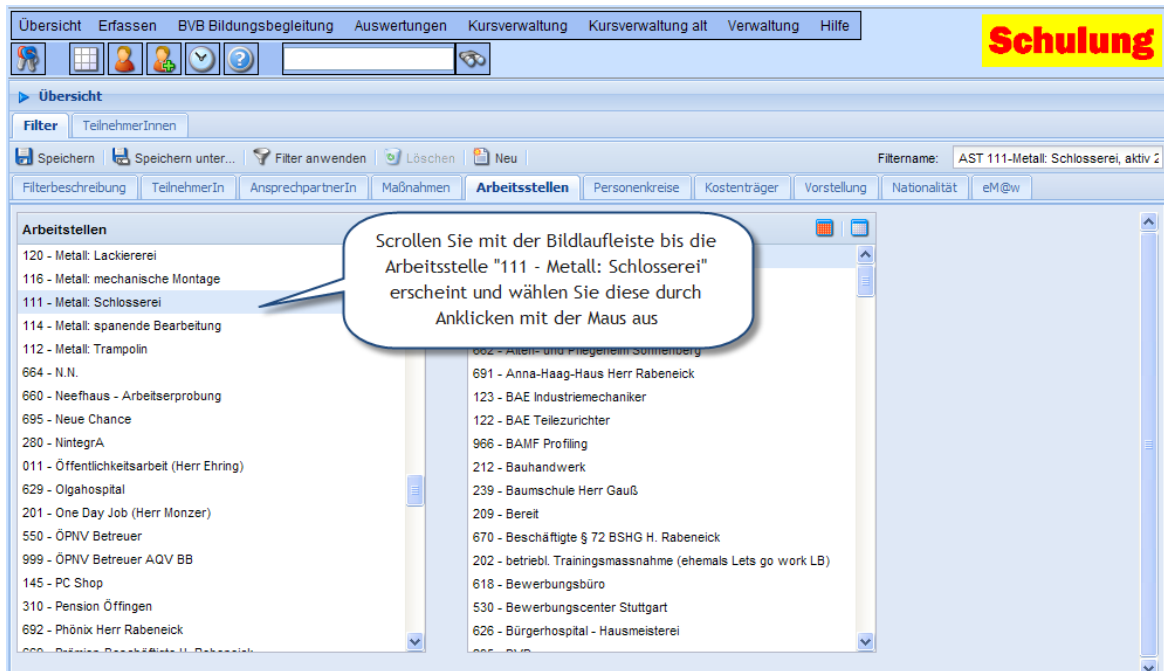 Übersicht Erfassen BVB Bildungsbegleitung Auswertungen Kursverwaltung Kursverwaltung alt Verwaltung Hilfe
Schulung
Übersicht
Filter TeilnehmerInnen
Speichern Speichern unter... Filter anwenden Löschen Neu Filtername: AST 111-Metall: Schlosserei, aktiv 2
Filterbeschreibung TeilnehmerIn AnsprechpartnerIn Maßnahmen Arbeitsstellen Personenkreise Kostenträger Vorstellung Nationalität eM@w
Arbeitstellen
120 - Metall: Lackiererei
116 - Metall: mechanische Montage
111 - Metall: Schlosserei
114 - Metall: spanende Bearbeitung
112 - Metall: Trampolin
664 - N.N.
660 - Neefhaus - Arbeitserprobung
695 - Neue Chance
280 - NintegrA
011 - Öffentlichkeitsarbeit (Herr Ehring)
629 - Olgahospital
201 - One Day Job (Herr Monzer)
550 - ÖPNV Betreuer
999 - ÖPNV Betreuer AQV BB
145 - PC Shop
310 - Pension Öffingen
692 - Phönix Herr Rabeneick
Scrollen Sie mit der Bildlaufleiste bis die
Arbeitsstelle "111 - Metall: Schlosserei"
erscheint und wählen Sie diese durch
Anklicken mit der Maus aus
662 - Alten- und Pflegeheim Sonnenberg
691 - Anna-Haag-Haus Herr Rabeneick
123 - BAE Industriemechaniker
122 - BAE Teilezurichter
966 - BAMF Profiling
212 - Bauhandwerk
239 - Baumschule Herr Gauß
209 - Bereit
670 - Beschäftigte § 72 BSHG H. Rabeneick
202 - betriebl. Trainingsmassnahme (ehemals Lets go work LB)
618 - Bewerbungsbüro
530 - Bewerbungscenter Stuttgart
626 - Bürgerhospital - Hausmeisterei